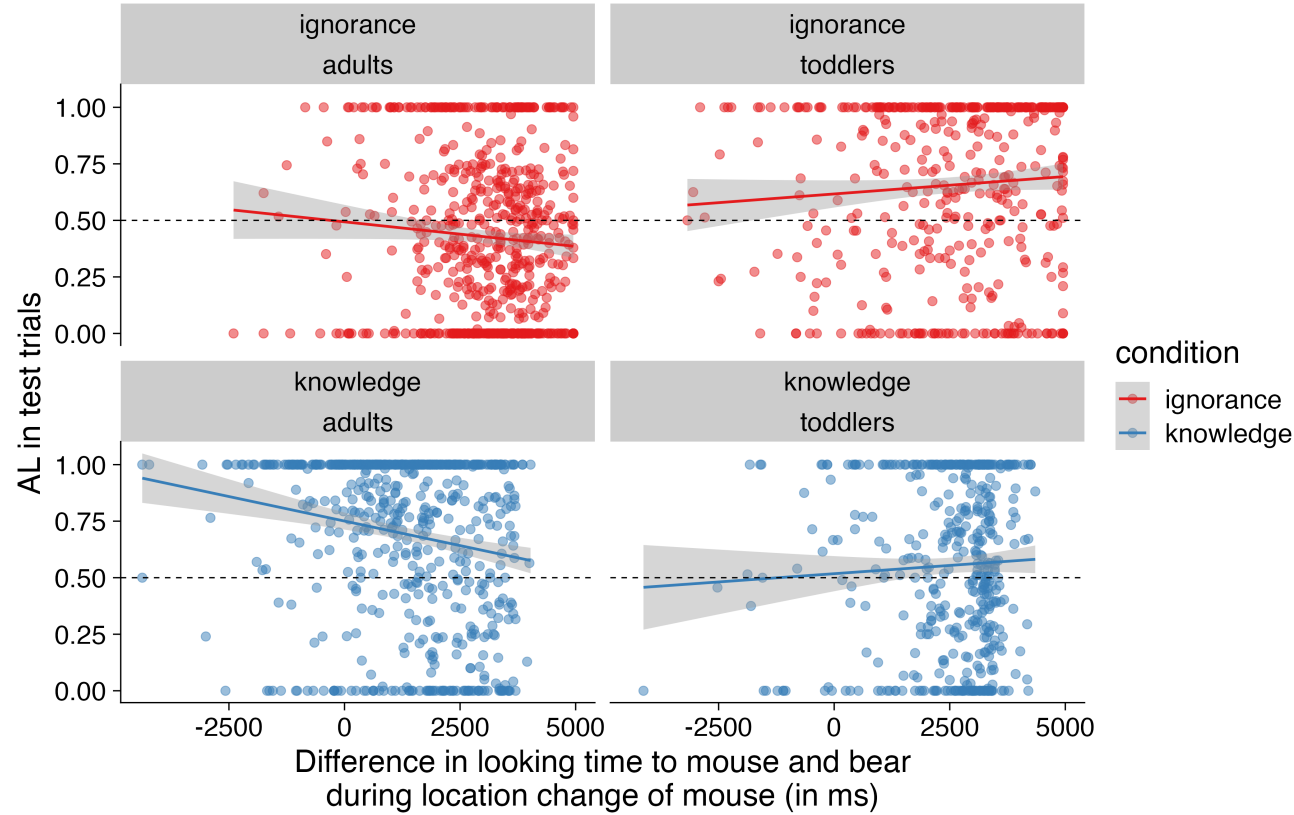 ignorance
adults
ignorance
toddlers
1.00
0.75
0.50
0.25
0.00
knowledge
adults
knowledge
toddlers
1.00
0.75
0.50
0.25
0.00
-2500
0
2500
5000
-2500
0
2500
5000
AL in test trials
Difference in looking time to mouse and bear
during location change of mouse (in ms)
condition
ignorance
knowledge